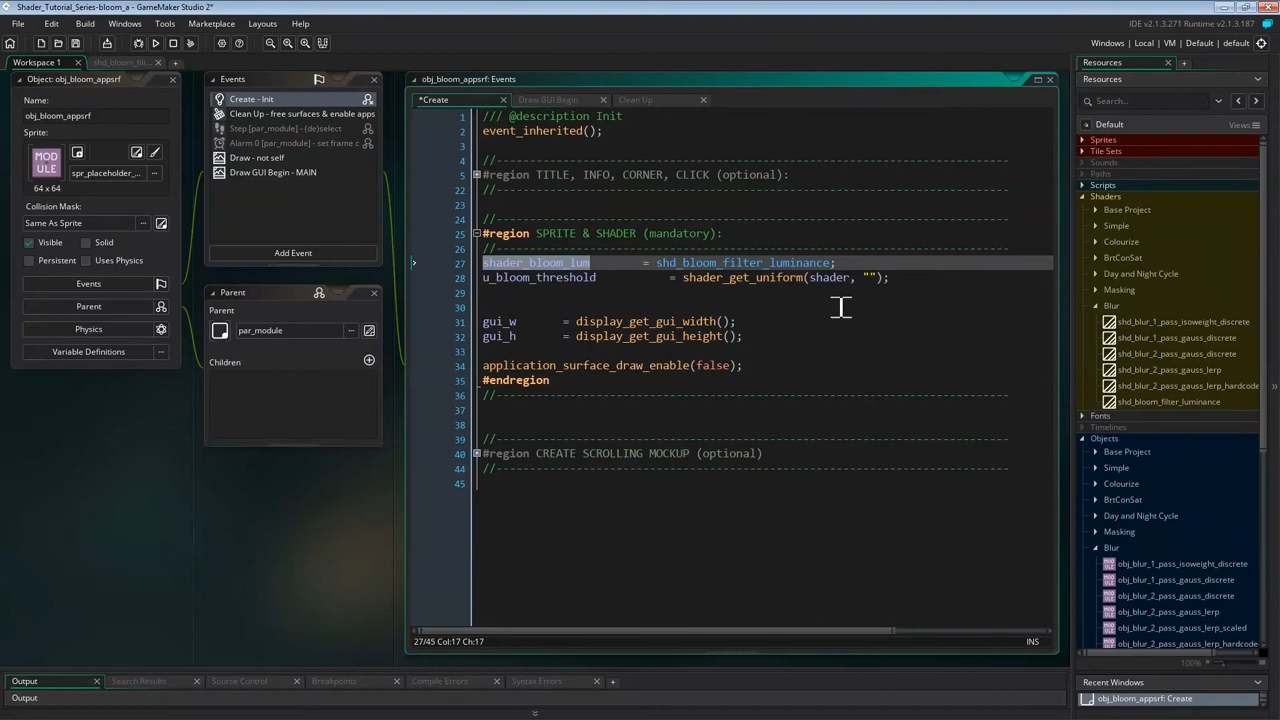 Shader_Tutorial_Series-bloom_a - GameMaker Studio 2*
File Edit Build Windows Tools Marketplace Layouts Help
IDE v2.1.3.271 Runtime v2.1.3.187
Windows | Local | VM | Default | default
Workspace 1
shd_bloom_filt...
Object: obj_bloom_appsrf
Name:
obj_bloom_appsrf
Sprite:
MOD
ULE
spr_placeholder_...
64 x 64
Collision Mask:
Same As Sprite
Visible
Solid
Persistent
Uses Physics
Events
Parent
Physics
Variable Definitions
Events
Create - Init
Clean Up - free surfaces & enable apps
Step [par_module] - (de)select
Alarm 0 [par_module] - set frame c
Draw - not self
Draw GUI Begin - MAIN
Add Event
Parent
Parent
par_module
Children
obj_bloom_appsrf: Events
*Create
Draw GUI Begin
Clean Up
1 /// @description Init
2 event_inherited();
3
4 //------------------------------------------------------------------------
5 #region TITLE, INFO, CORNER, CLICK (optional):
22 //------------------------------------------------------------------------
23
24 //------------------------------------------------------------------------
25 #region SPRITE & SHADER (mandatory):
26 //------------------------------------------------------------------------
27 shader_bloom_lum = shd_bloom_filter_luminance;
28 u_bloom_threshold = shader_get_uniform(shader, "");
29
30
31 gui_w = display_get_gui_width();
32 gui_h = display_get_gui_height();
33
34 application_surface_draw_enable(false);
35 #endregion
36 //------------------------------------------------------------------------
37
38
39 //------------------------------------------------------------------------
40 #region CREATE SCROLLING MOCKUP (optional)
44 //------------------------------------------------------------------------
45
27/45 Col:17 Ch:17
INS
Resources
Resources
Search...
Default
Views
Sprites
Tile Sets
Sounds
Paths
Scripts
Shaders
Base Project
Simple
Colourize
BrtConSat
Day and Night Cycle
Masking
Blur
shd_blur_1_pass_isoweight_discrete
shd_blur_1_pass_gauss_discrete
shd_blur_2_pass_gauss_discrete
shd_blur_2_pass_gauss_lerp
shd_blur_2_pass_gauss_lerp_hardcode
shd_bloom_filter_luminance
Fonts
Timelines
Objects
Base Project
Simple
Colourize
BrtConSat
Day and Night Cycle
Masking
Blur
obj_blur_1_pass_isoweight_discrete
obj_blur_1_pass_gauss_discrete
obj_blur_2_pass_gauss_discrete
obj_blur_2_pass_gauss_lerp
obj_blur_2_pass_gauss_lerp_scaled
obj_blur_2_pass_gauss_lerp_hardcode
100%
Output
Search Results
Source Control
Breakpoints
Compile Errors
Syntax Errors
Output
Recent Windows
obj_bloom_appsrf: Create